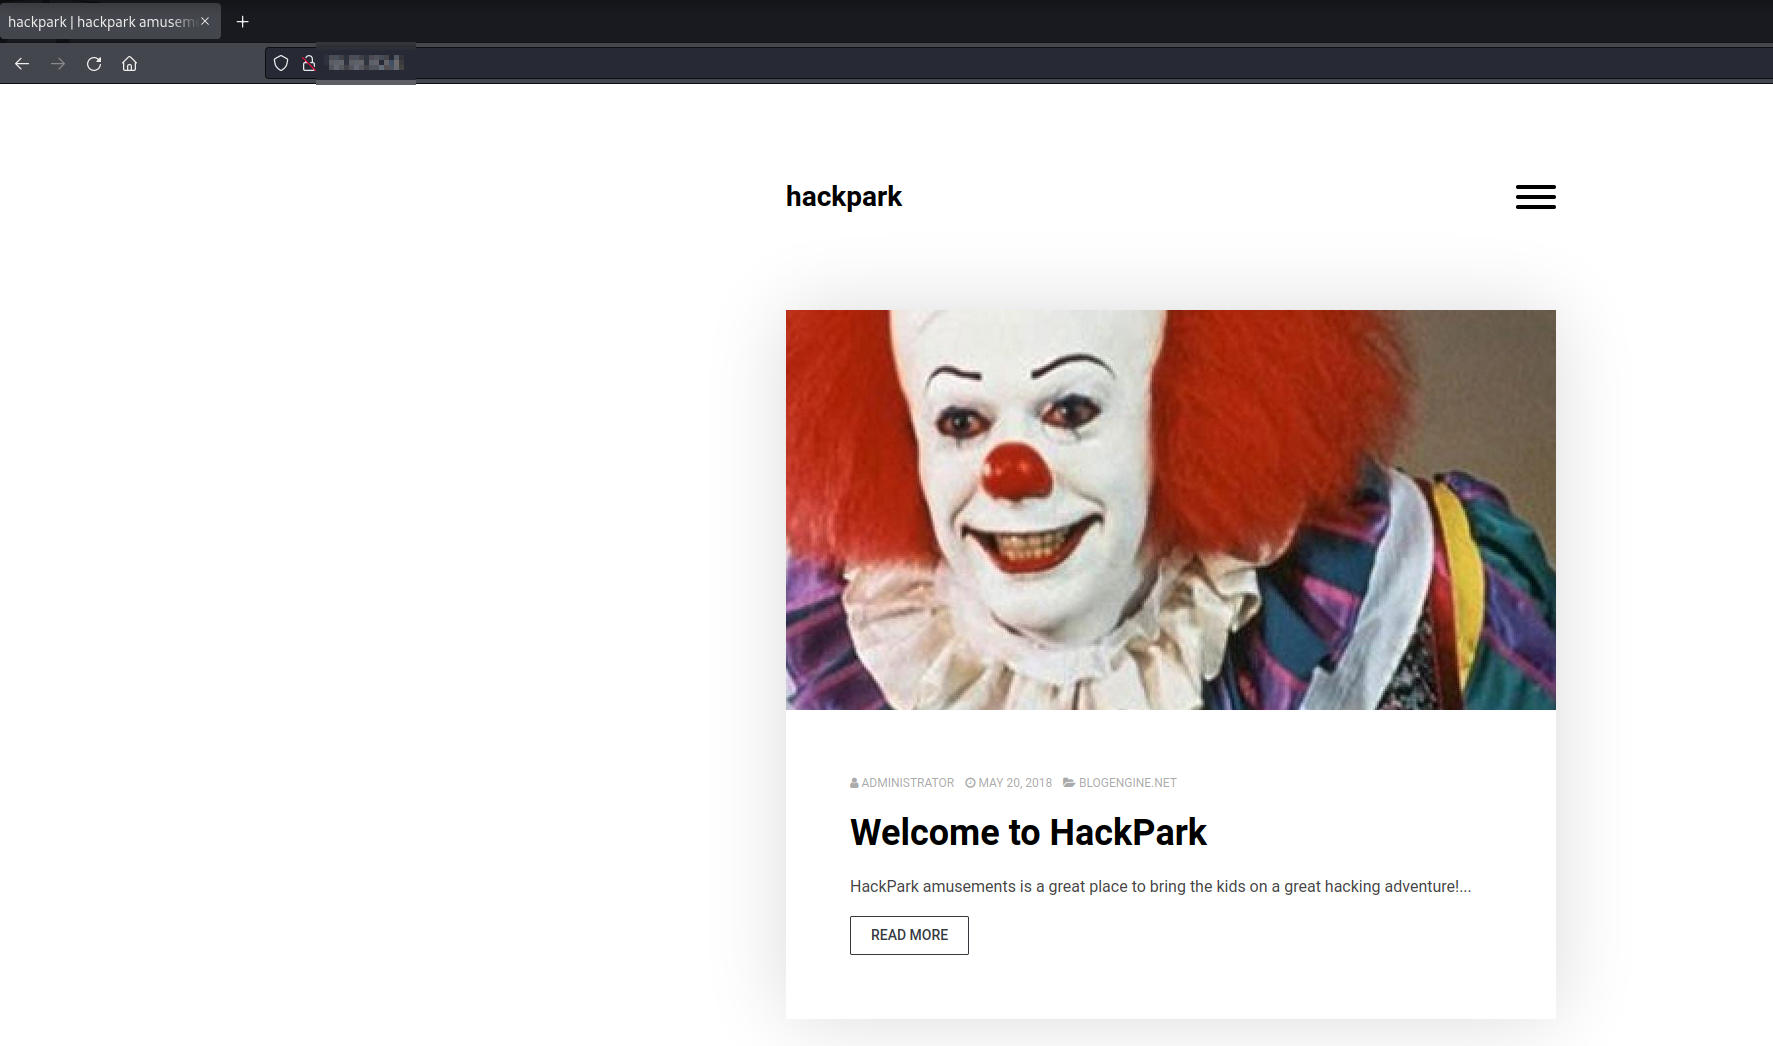 hackpark | hackpark amusem
hackpark
ADMINISTRATOR MAY 20, 2018 BLOGENGINE.NET
Welcome to HackPark
HackPark amusements is a great place to bring the kids on a great hacking adventure!...
READ MORE